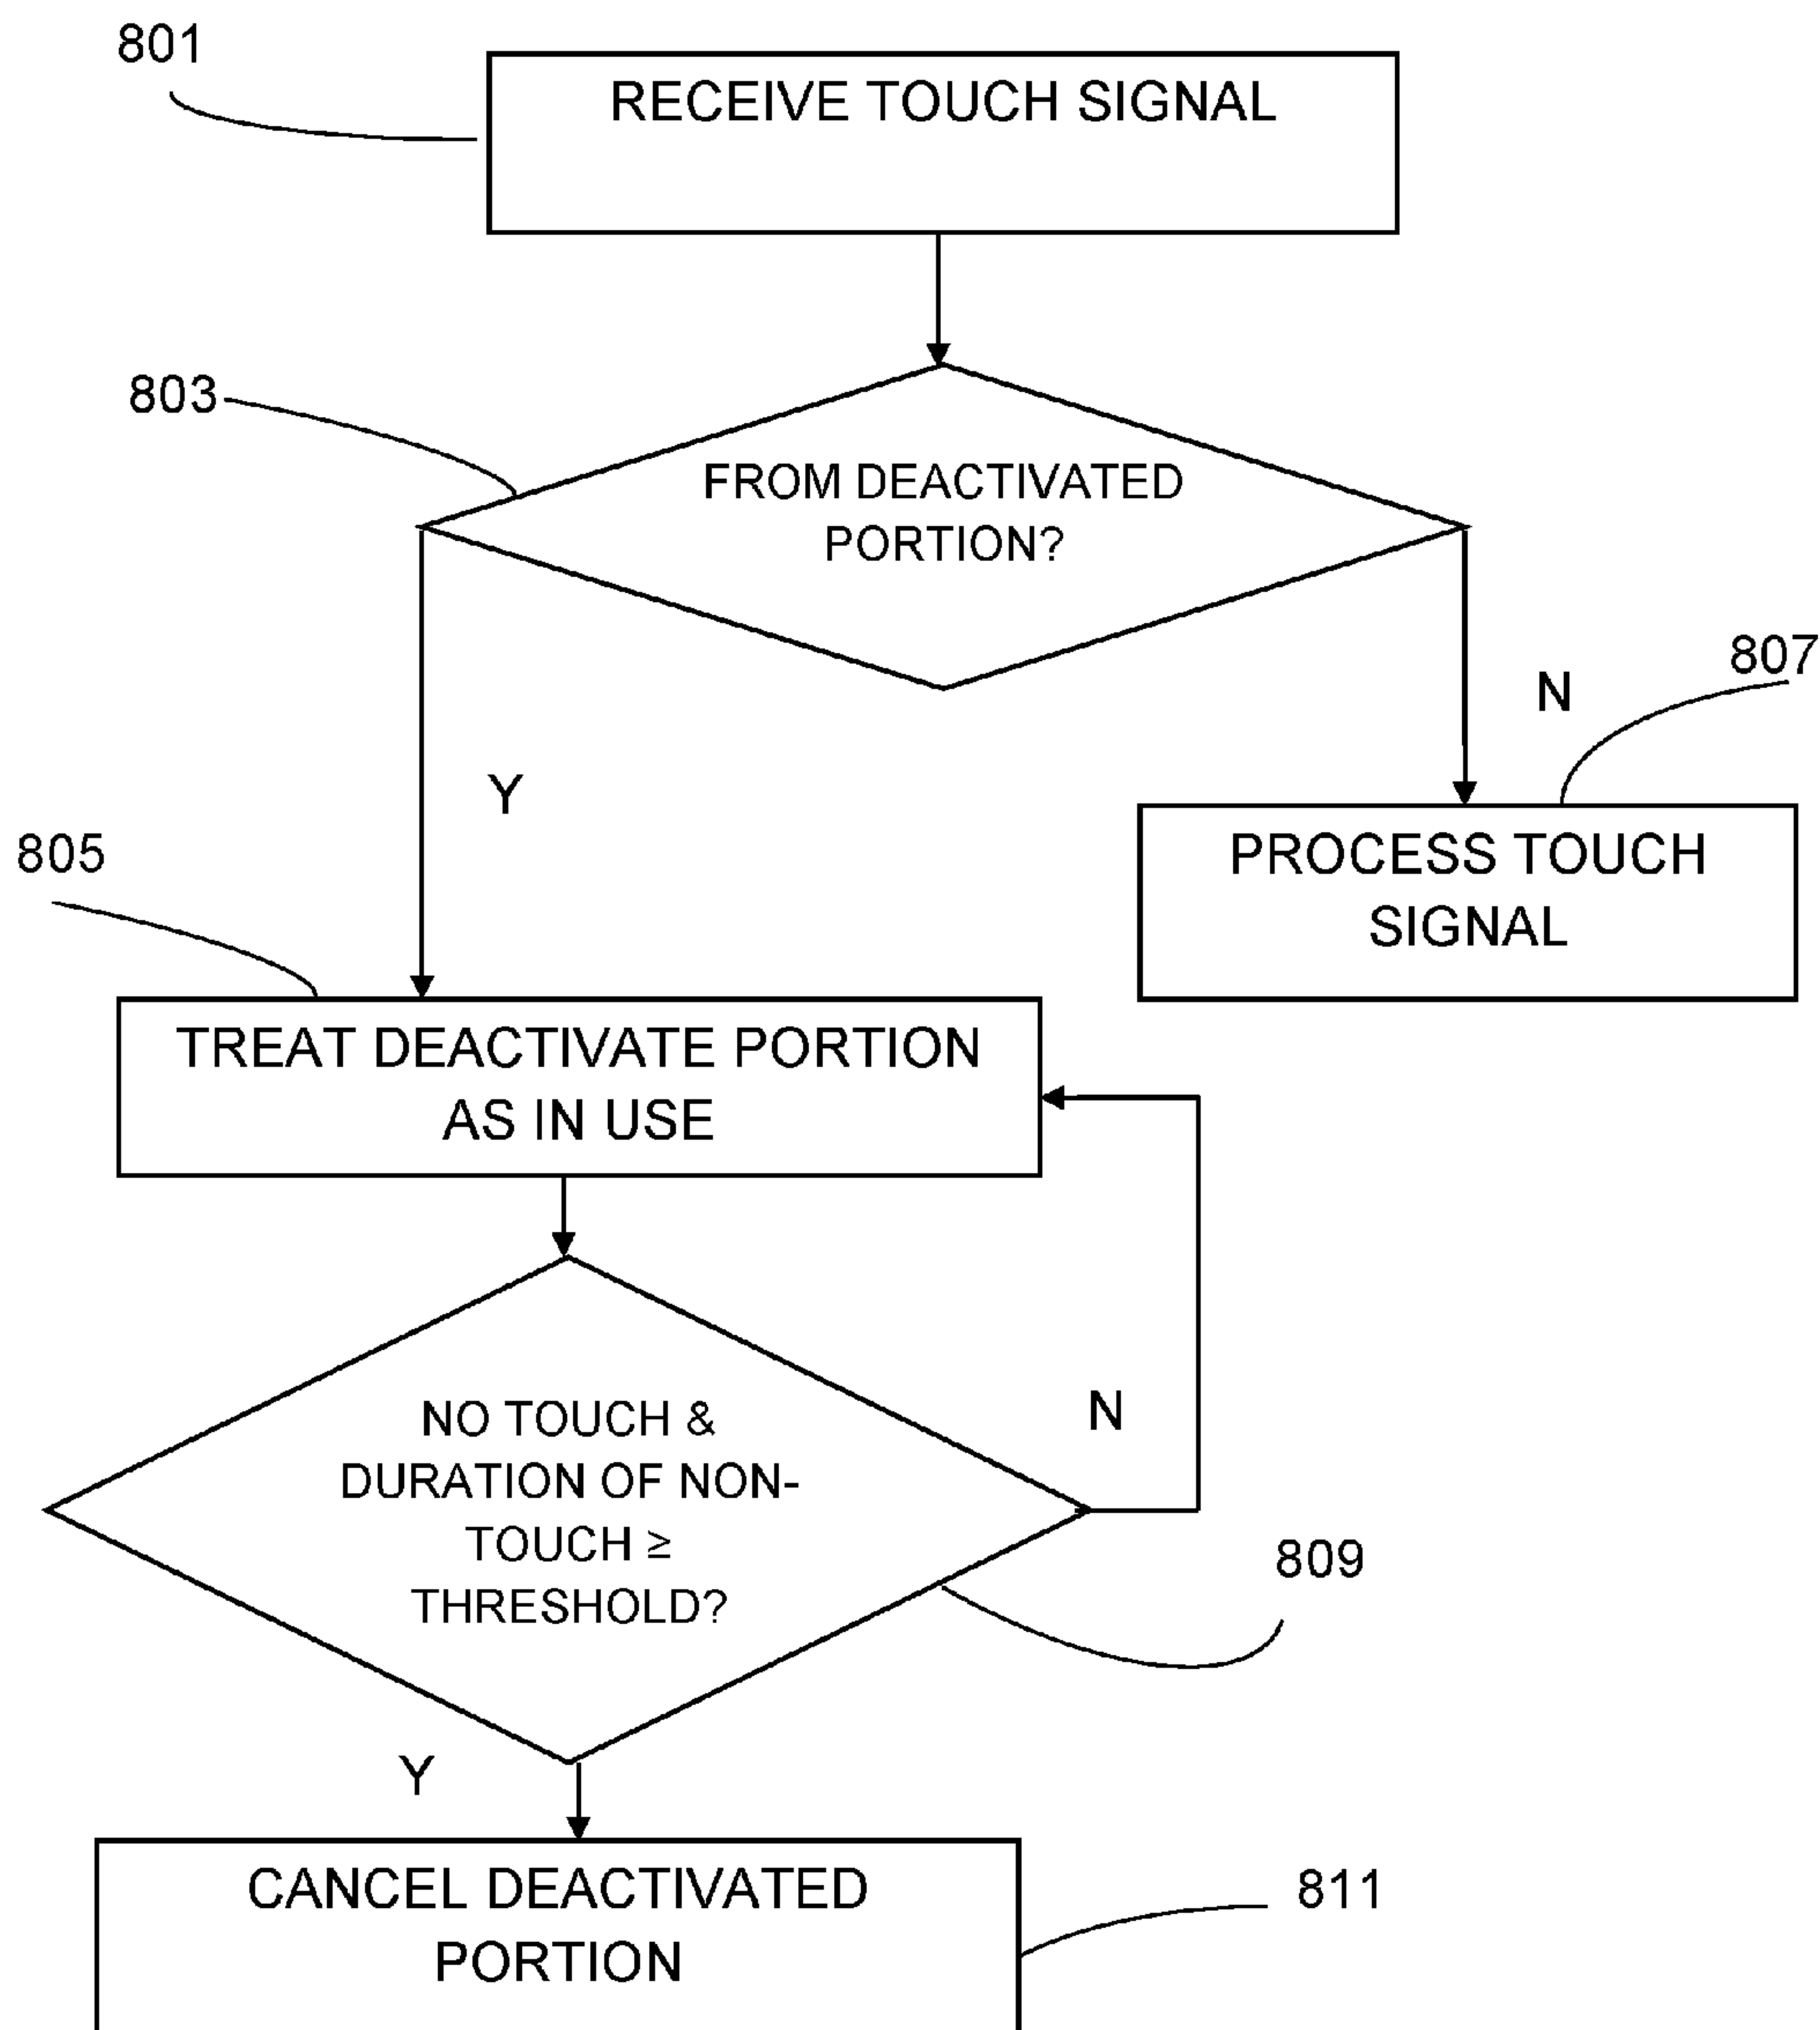 801
RECEIVE TOUCH SIGNAL
803
FROM DEACTIVATED
PORTION?
807
N
Y
PROCESS TOUCH
SIGNAL
805
TREAT DEACTIVATE PORTION
AS IN USE
N
NO TOUCH &
DURATION OF NON-
TOUCH ≥
THRESHOLD?
809
Y
CANCEL DEACTIVATED
PORTION
811